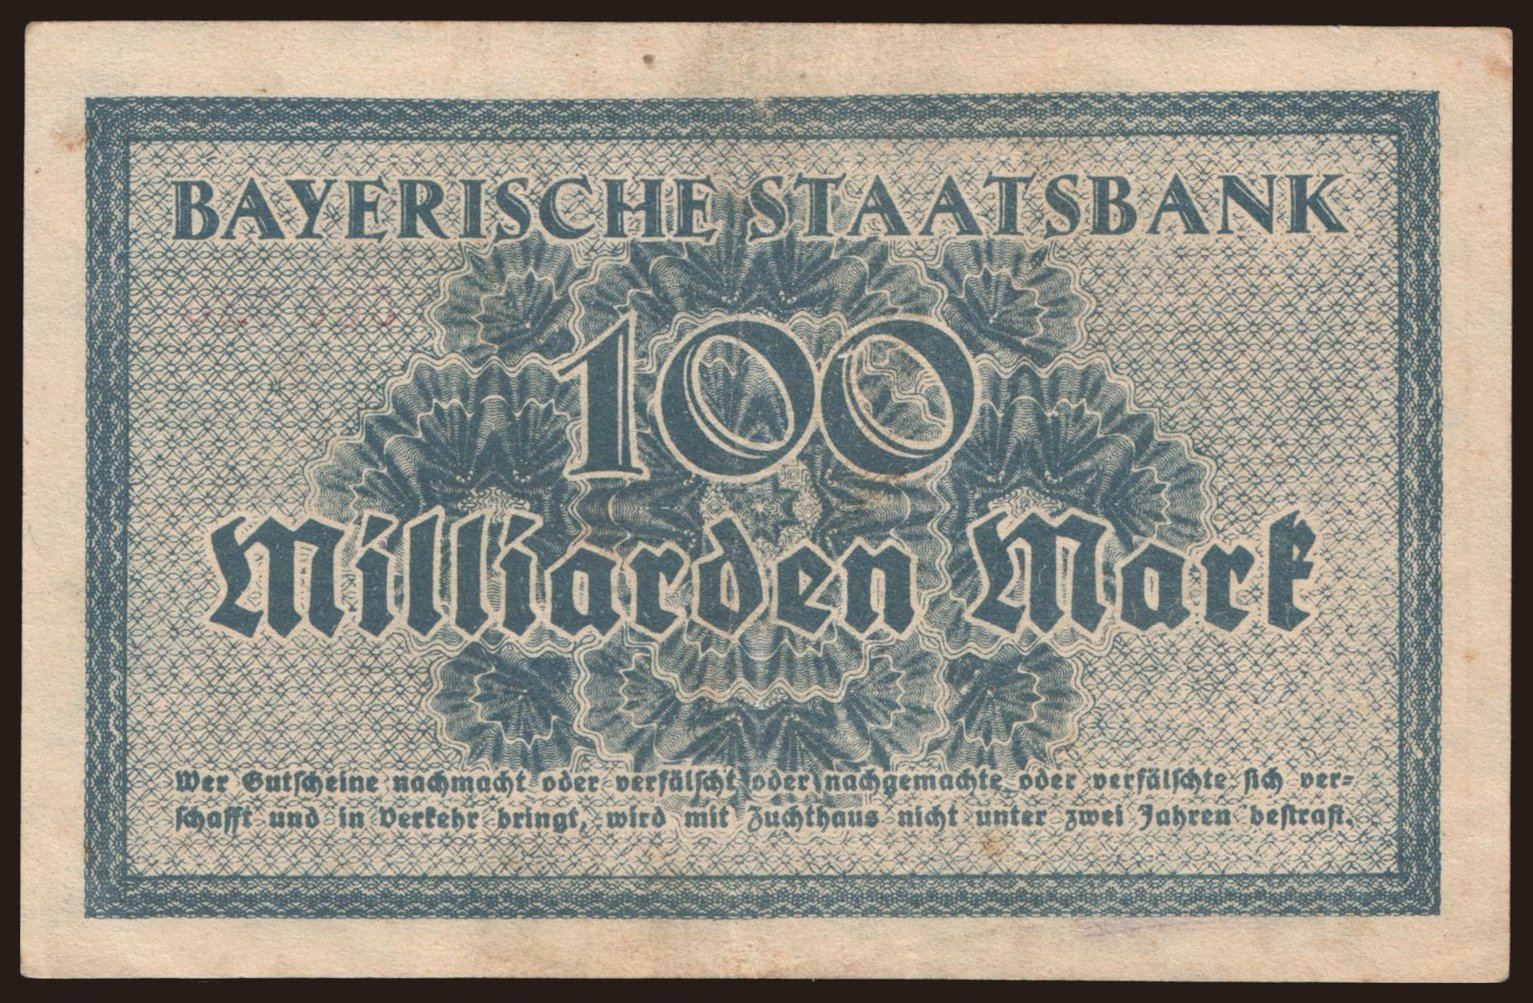 BAYERISCHE STAATSBANK
100
Milliarden Mark
Wer Gutscheine nachmacht oder verfälscht oder nachgemachte oder verfälschte sich ver=
schafft und in Verkehr bringt, wird mit Zuchthaus nicht unter zwei Jahren bestraft.